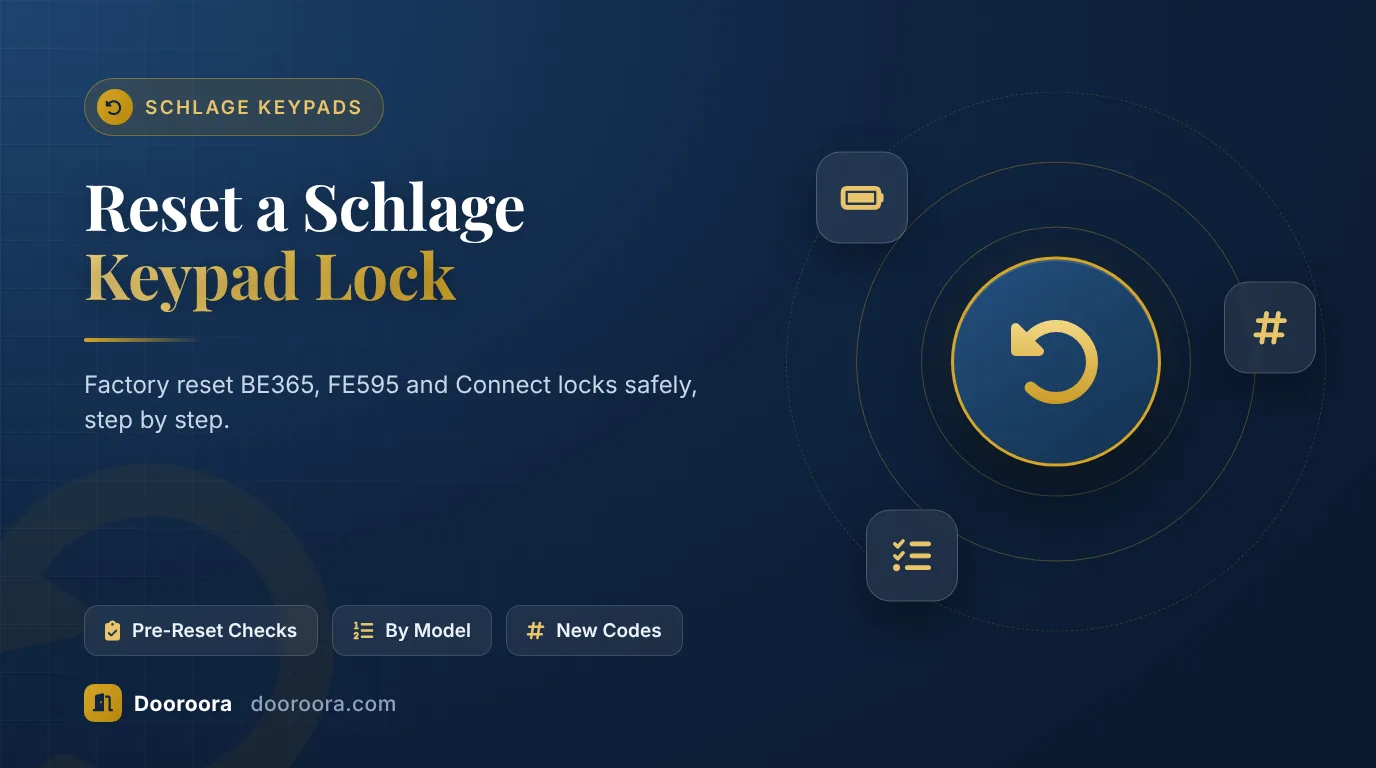 SCHLAGE KEYPADS
Reset a Schlage
Keypad Lock
Factory reset BE365, FE595 and Connect locks safely,
step by step.
#
Pre-Reset Checks
By Model
# New Codes
Dooroora dooroora.com